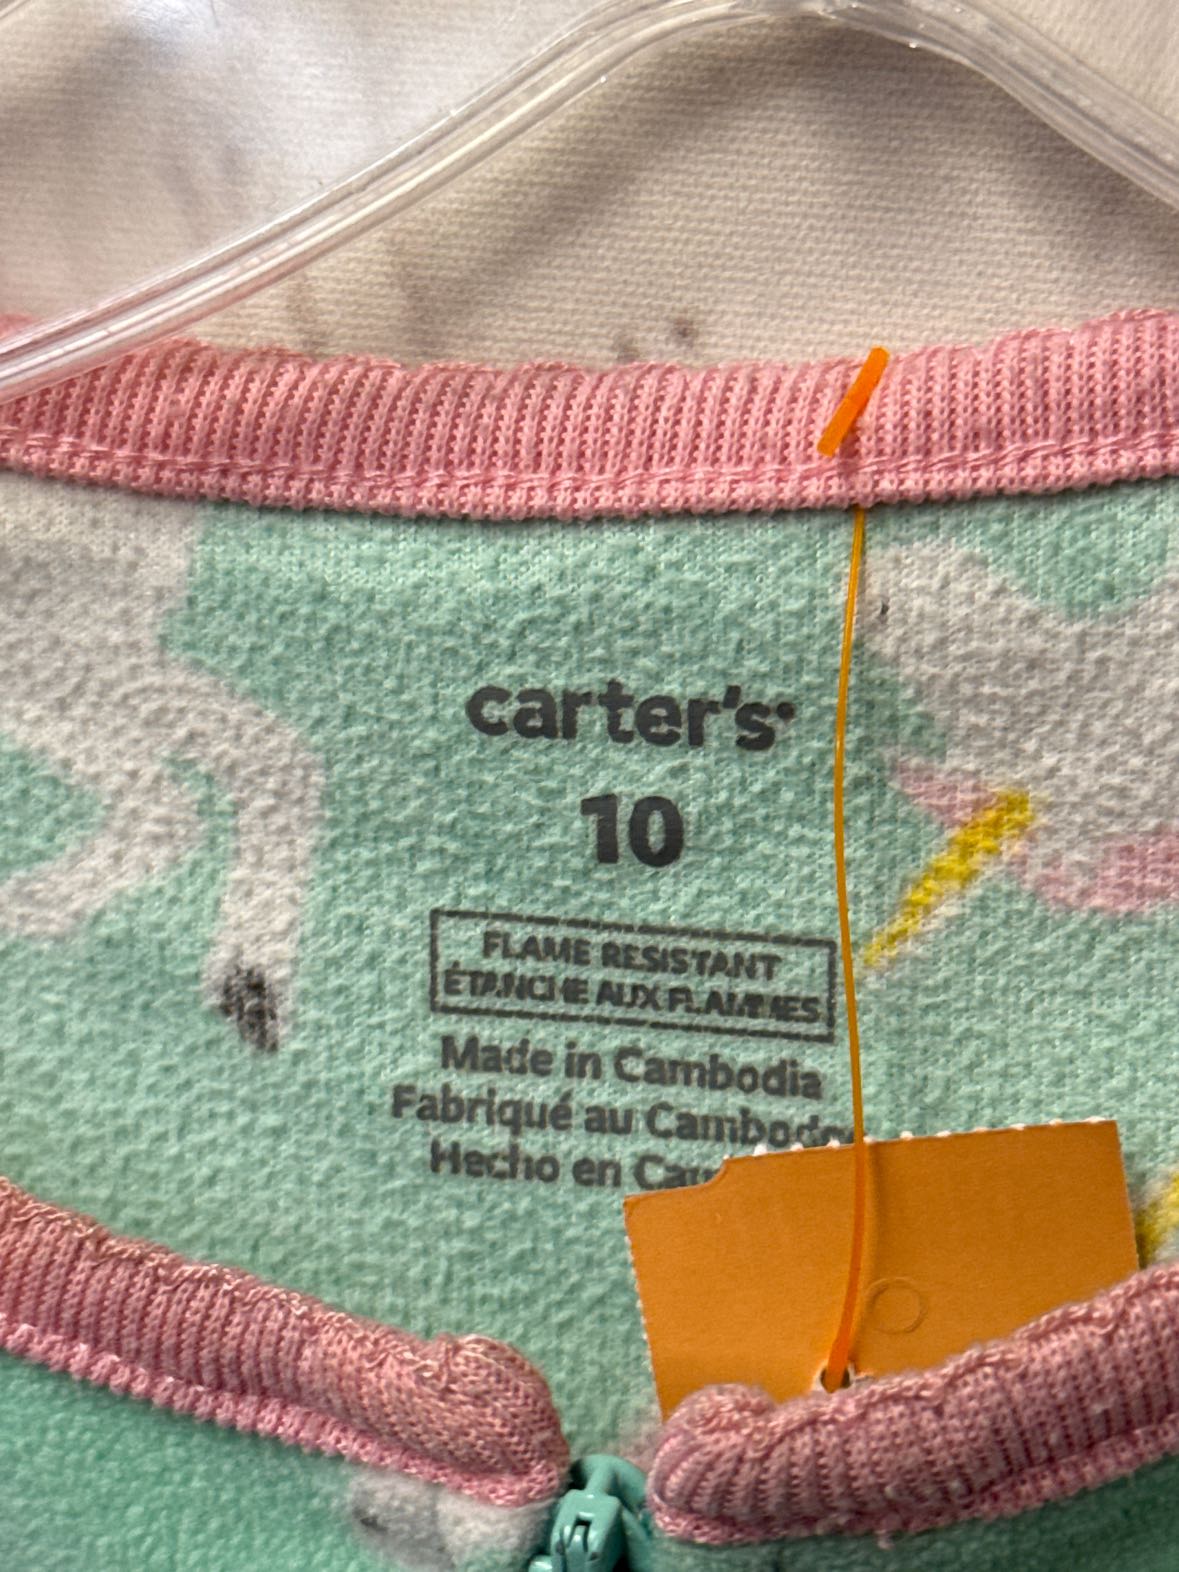 carter's
10
FLAME RESISTANT
ÉTANCHE AUX FLAMMES
Made in Cambodia
Fabriqué au
Hecho en